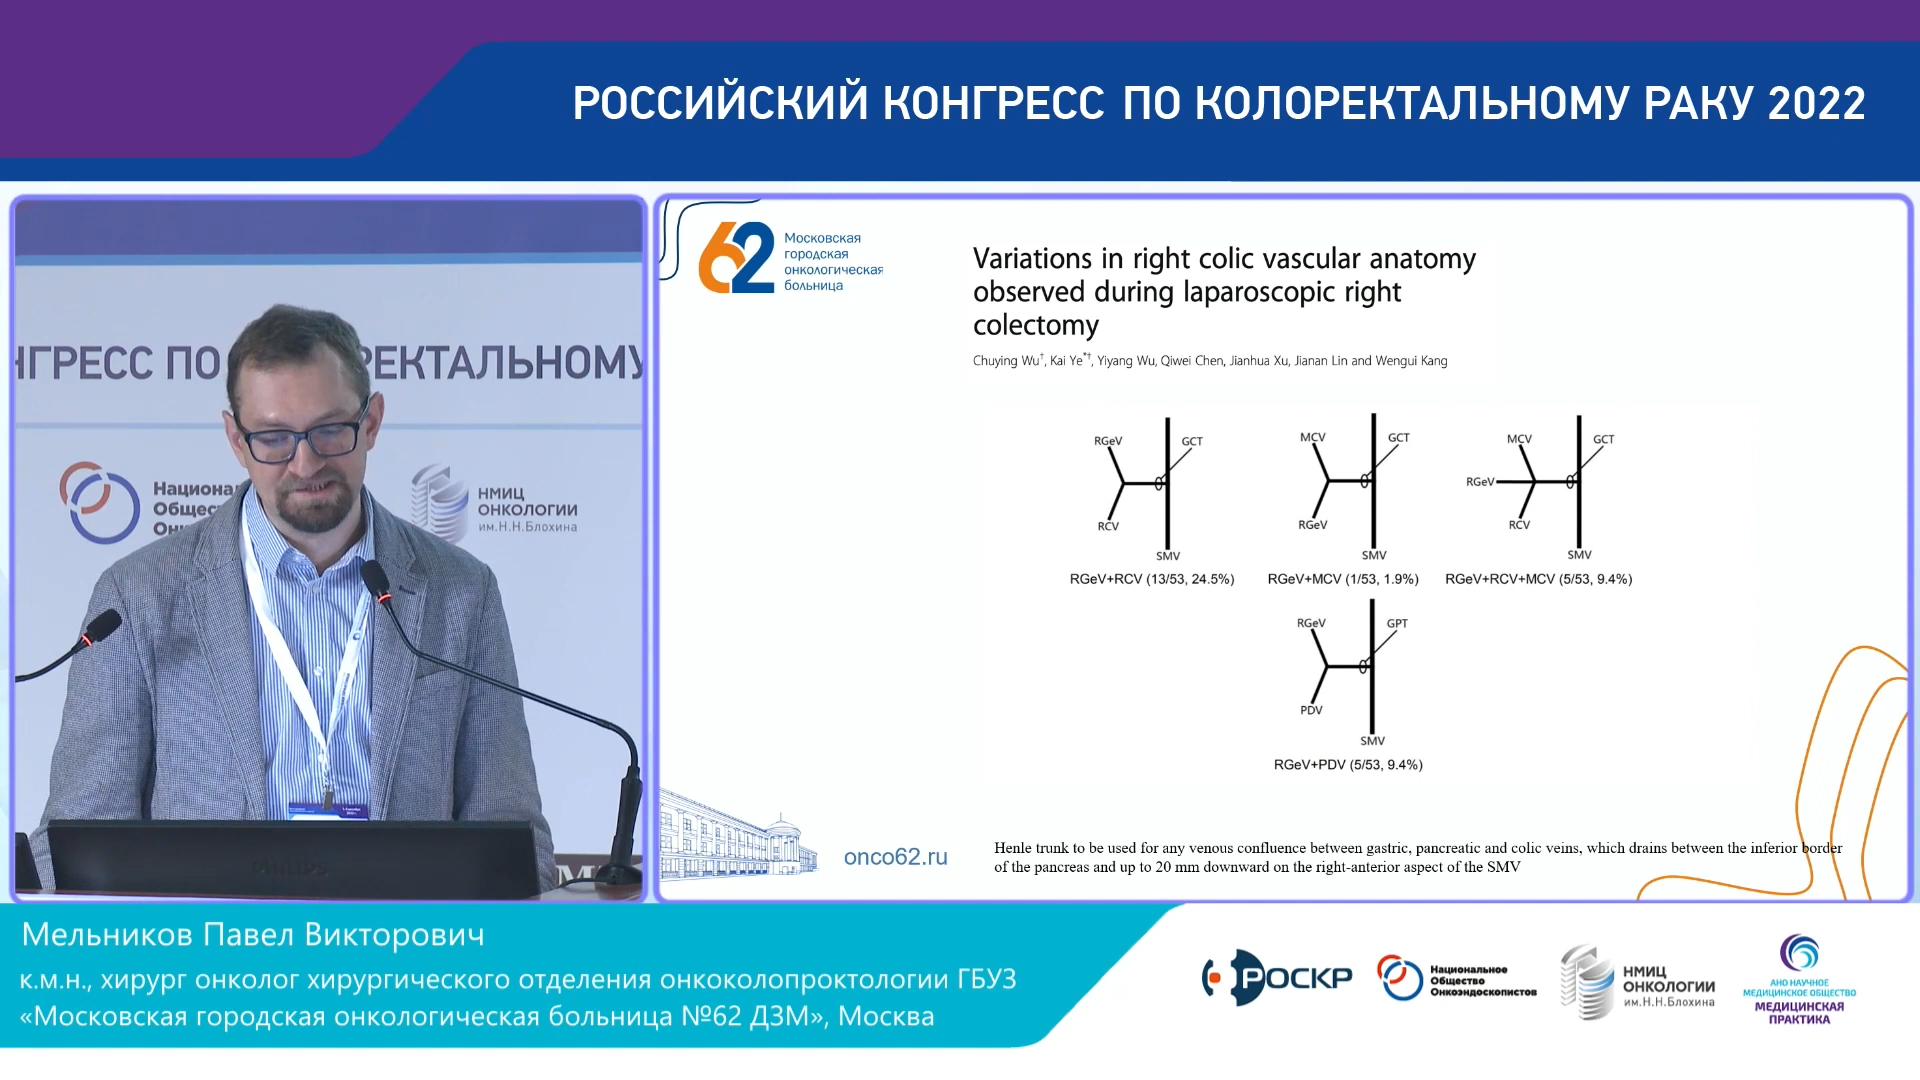 РОССИЙСКИЙ КОНГРЕСС ПО КОЛОРЕКТАЛЬНОМУ РАКУ 2022
НГРЕСС ПО
РЕКТАЛЬНОМУ
Национа
Общес
Он
НМИЦ
ОНКОЛОГИИ
им.Н.Н.Блохина
PHILIPS
62
Московская
городская
онкологическая
больница
Variations in right colic vascular anatomy
observed during laparoscopic right
colectomy
Chuying Wu†, Kai Ye*†, Yiyang Wu, Qiwei Chen, Jianhua Xu, Jianan Lin and Wengui Kang
RGeV GCT
RCV
SMV
RGeV+RCV (13/53, 24.5%)
MCV GCT
RGeV
SMV
RGeV+MCV (1/53, 1.9%)
MCV GCT
RGeV
RCV
SMV
RGeV+RCV+MCV (5/53, 9.4%)
RGeV GPT
PDV
SMV
RGeV+PDV (5/53, 9.4%)
onco62.ru
Henle trunk to be used for any venous confluence between gastric, pancreatic and colic veins, which drains between the inferior border
of the pancreas and up to 20 mm downward on the right-anterior aspect of the SMV
Мельников Павел Викторович
к.м.н., хирург онколог хирургического отделения онкоколопроктологии ГБУЗ
«Московская городская онкологическая больница №62 ДЗМ», Москва
РОСКР
Национальное
Общество
Онкоэндоскопистов
НМИЦ
ОНКОЛОГИИ
им.Н.Н.Блохина
АНО НАУЧНОЕ
МЕДИЦИНСКОЕ ОБЩЕСТВО
МЕДИЦИНСКАЯ
ПРАКТИКА